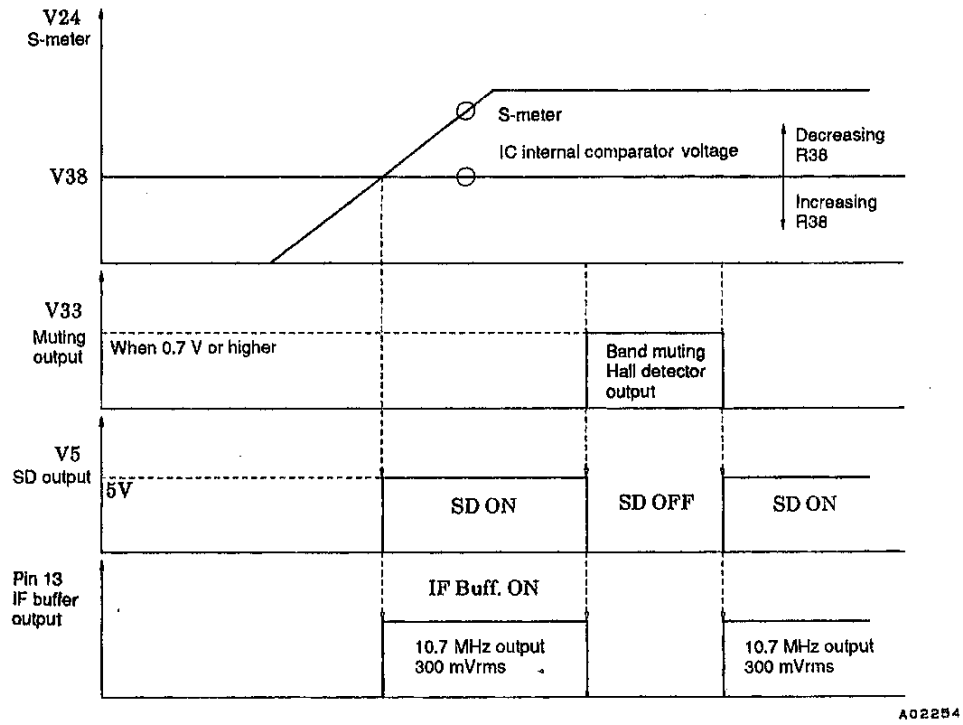 V24
S-meter
S-meter
IC internal comparator voltage
Decreasing
R38
V38
Increasing
R38
V33
Muting
output
When 0.7 V or higher
Band muting
Hall detector
output
V5
SD output
5V
SD ON
SD OFF
SD ON
Pin 13
IF buffer
output
IF Buff. ON
10.7 MHz output
300 mVrms
10.7 MHz output
300 mVrms
A02254